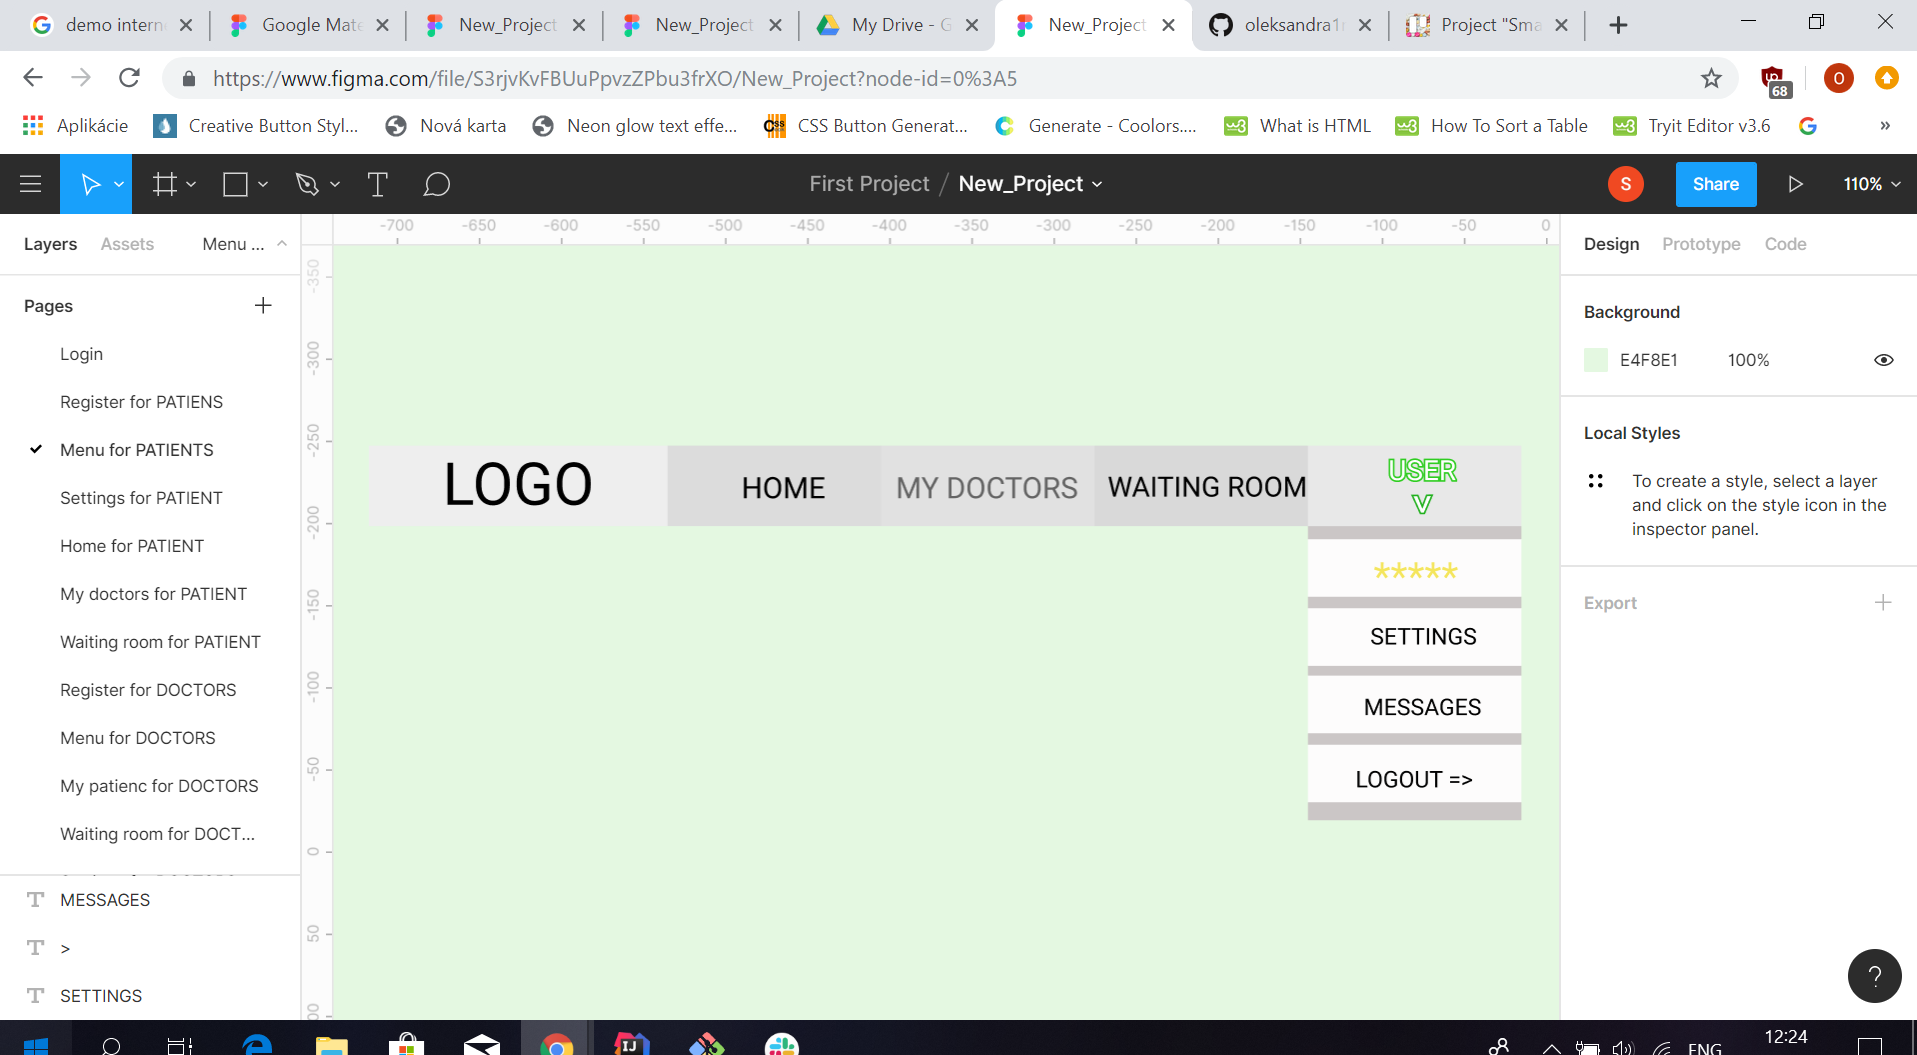 demo intern
Google Mate
New_Project
New_Project
My Drive - G
New_Project
oleksandra1r
Project "Sma
https://www.figma.com/file/S3rjvKvFBUuPpvzZPbu3frXO/New_Project?node-id=0%3A5
68
O
Aplikácie
Creative Button Styl...
Nová karta
Neon glow text effe...
CSS Button Generat...
Generate - Coolors....
What is HTML
How To Sort a Table
Tryit Editor v3.6
»
First Project / New_Project
S
Share
110%
Layers
Assets
Menu ...
-700 -650 -600 -550 -500 -450 -400 -350 -300 -250 -200 -150 -100 -50 0
Design
Prototype
Code
Pages
Login
Register for PATIENS
Menu for PATIENTS
Settings for PATIENT
Home for PATIENT
My doctors for PATIENT
Waiting room for PATIENT
Register for DOCTORS
Menu for DOCTORS
My patienc for DOCTORS
Waiting room for DOCT...
MESSAGES
>
SETTINGS
-350
-300
-250
-200
-150
-100
-50
0
50
LOGO
HOME
MY DOCTORS
WAITING ROOM
USER
V
*****
SETTINGS
MESSAGES
LOGOUT =>
Background
E4F8E1 100%
Local Styles
To create a style, select a layer
and click on the style icon in the
inspector panel.
Export
?
ENG
12:24